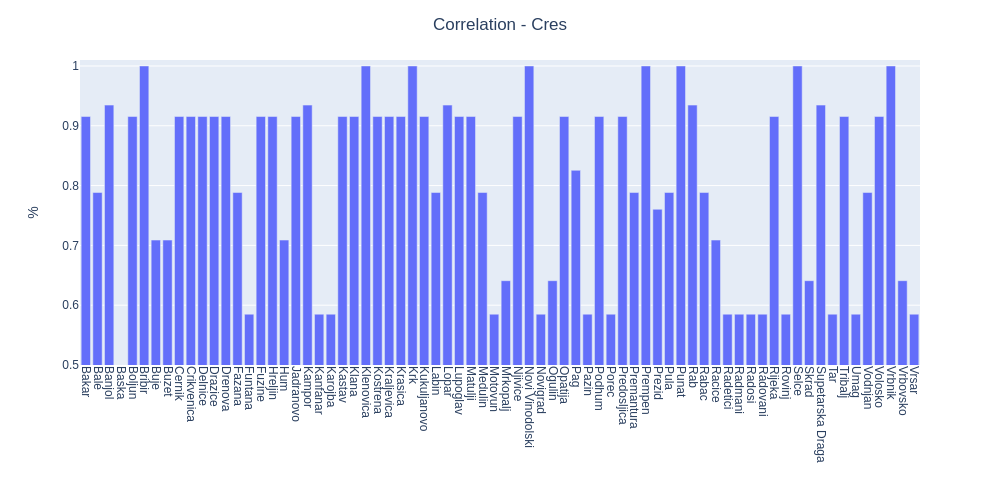 Correlation - Cres
%
1
0.9
0.8
0.7
0.6
0.5
Bakar
Bale
Banjol
Baska
Boljun
Bribir
Buje
Buzet
Cernik
Crikvenica
Delnice
Drazice
Drenova
Fazana
Funtana
Fuzine
Hreljin
Hum
Jadranovo
Kampor
Kanfanar
Karojba
Kastav
Klana
Klenovica
Kostrena
Kraljevica
Krasica
Krk
Kukuljanovo
Labin
Lopar
Lupoglav
Matulji
Medulin
Motovun
Mrkopalj
Njivice
Novi Vinodolski
Novigrad
Ogulin
Opatija
Pag
Pazin
Podhum
Porec
Predosljica
Premantura
Prempen
Prezid
Pula
Punat
Rab
Rabac
Racice
Radetici
Radmani
Radosi
Radovani
Rijeka
Rovinj
Selce
Skrad
Supetarska Draga
Tar
Tribalj
Umag
Vodnjan
Volosko
Vrbnik
Vrbovsko
Vrsar